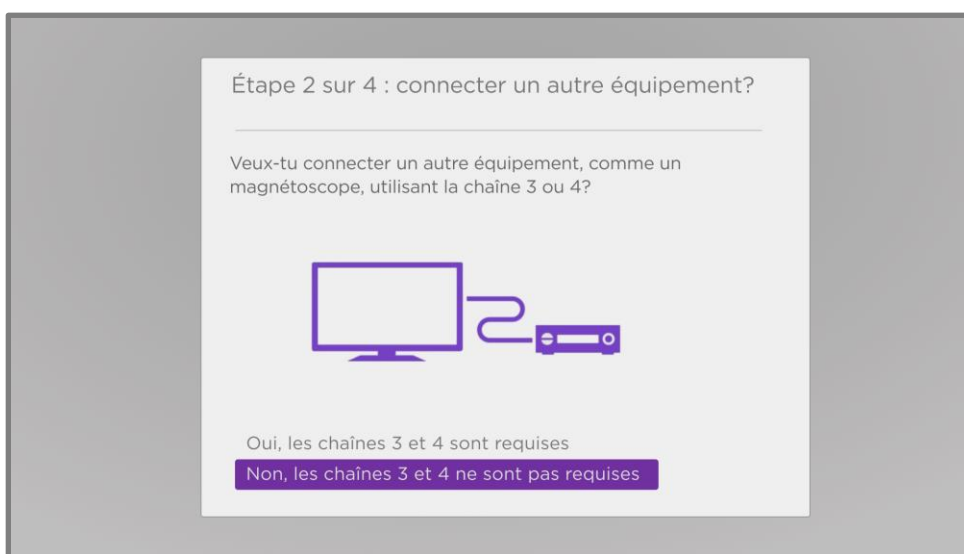 Étape 2 sur 4 : connecter un autre équipement?
Veux-tu connecter un autre équipement, comme un
magnétoscope, utilisant la chaîne 3 ou 4?
Oui, les chaînes 3 et 4 sont requises
Non, les chaînes 3 et 4 ne sont pas requises